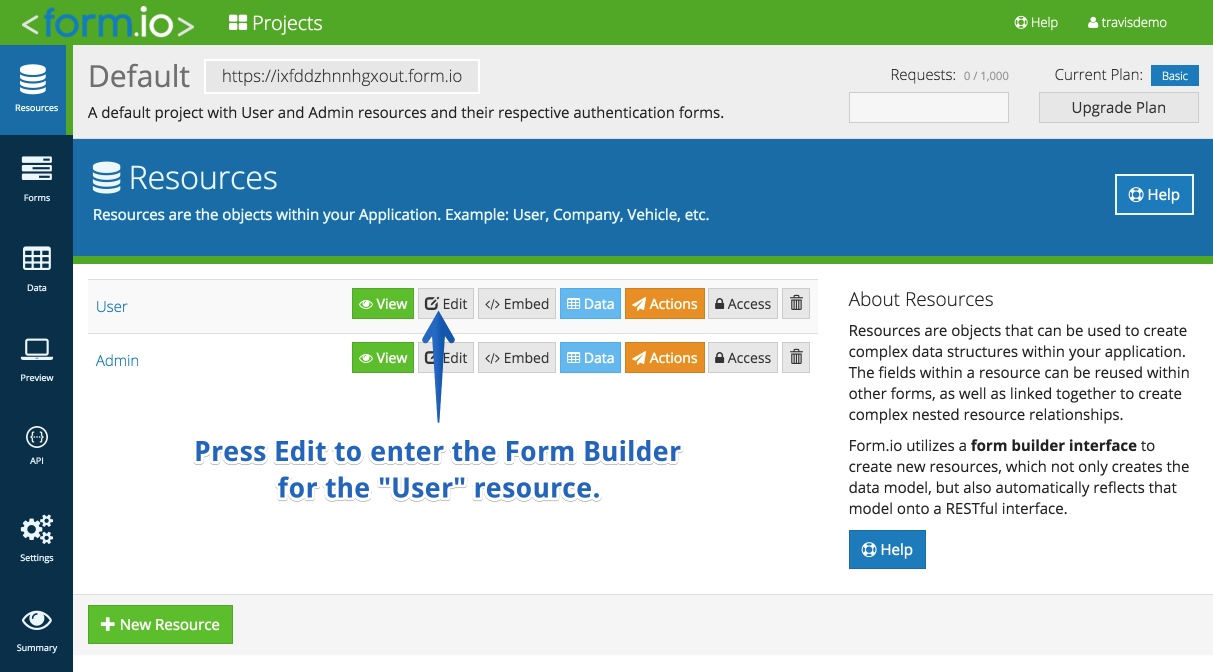 <form.io>
Projects
Help
travisdemo
Resources
Forms
Data
Preview
API
Settings
Summary
Default
https://ixfddzhnnhgxout.form.io
A default project with User and Admin resources and their respective authentication forms.
Requests: 0 / 1,000
Current Plan: Basic
Upgrade Plan
Resources
Resources are the objects within your Application. Example: User, Company, Vehicle, etc.
Help
User View Edit </> Embed Data Actions Access
Admin View Edit </> Embed Data Actions Access
Press Edit to enter the Form Builder
for the "User" resource.
About Resources
Resources are objects that can be used to create
complex data structures within your application.
The fields within a resource can be reused within
other forms, as well as linked together to create
complex nested resource relationships.
Form.io utilizes a form builder interface to
create new resources, which not only creates the
data model, but also automatically reflects that
model onto a RESTful interface.
Help
New Resource